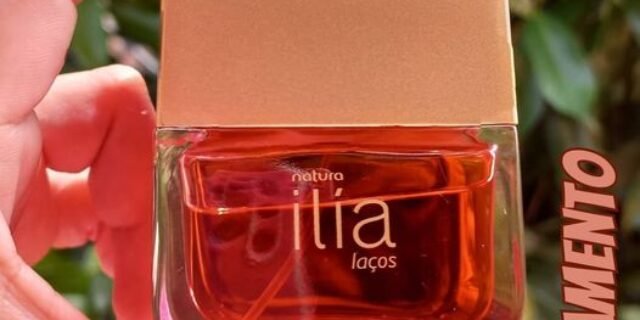 natura
ilía
laços
AMENTO